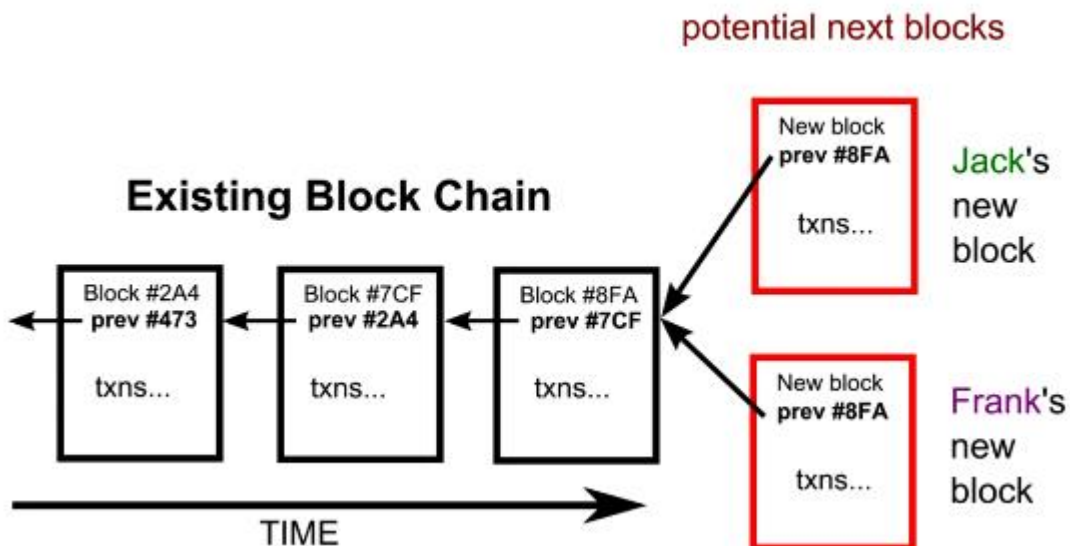 potential next blocks
Existing Block Chain
Block #2A4
prev #473
txns...
Block #7CF
prev #2A4
txns...
Block #8FA
prev #7CF
txns...
New block
prev #8FA
txns...
Jack's
new
block
New block
prev #8FA
txns...
Frank's
new
block
TIME